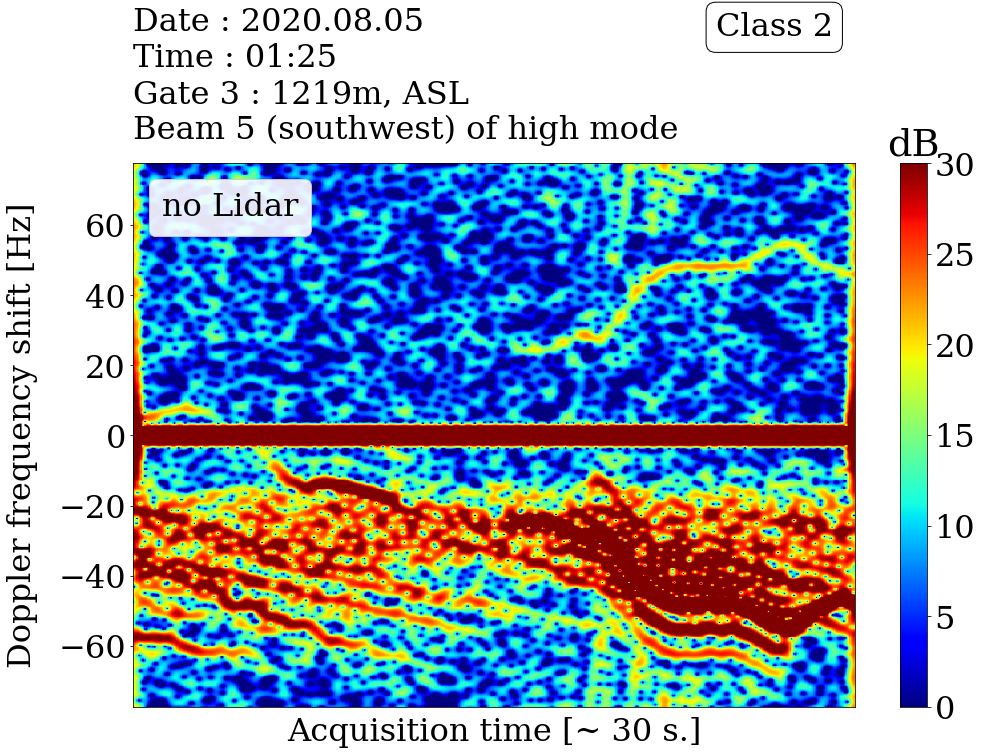 Date : 2020.08.05
Class 2
Time : 01:25
Gate 3 : 1219m, ASL
Beam 5 (southwest) of high mode
dB
no Lidar
Doppler frequency shift [Hz]
60
40
20
0
−20
−40
−60
30
25
20
15
10
5
0
Acquisition time [~ 30 s.]